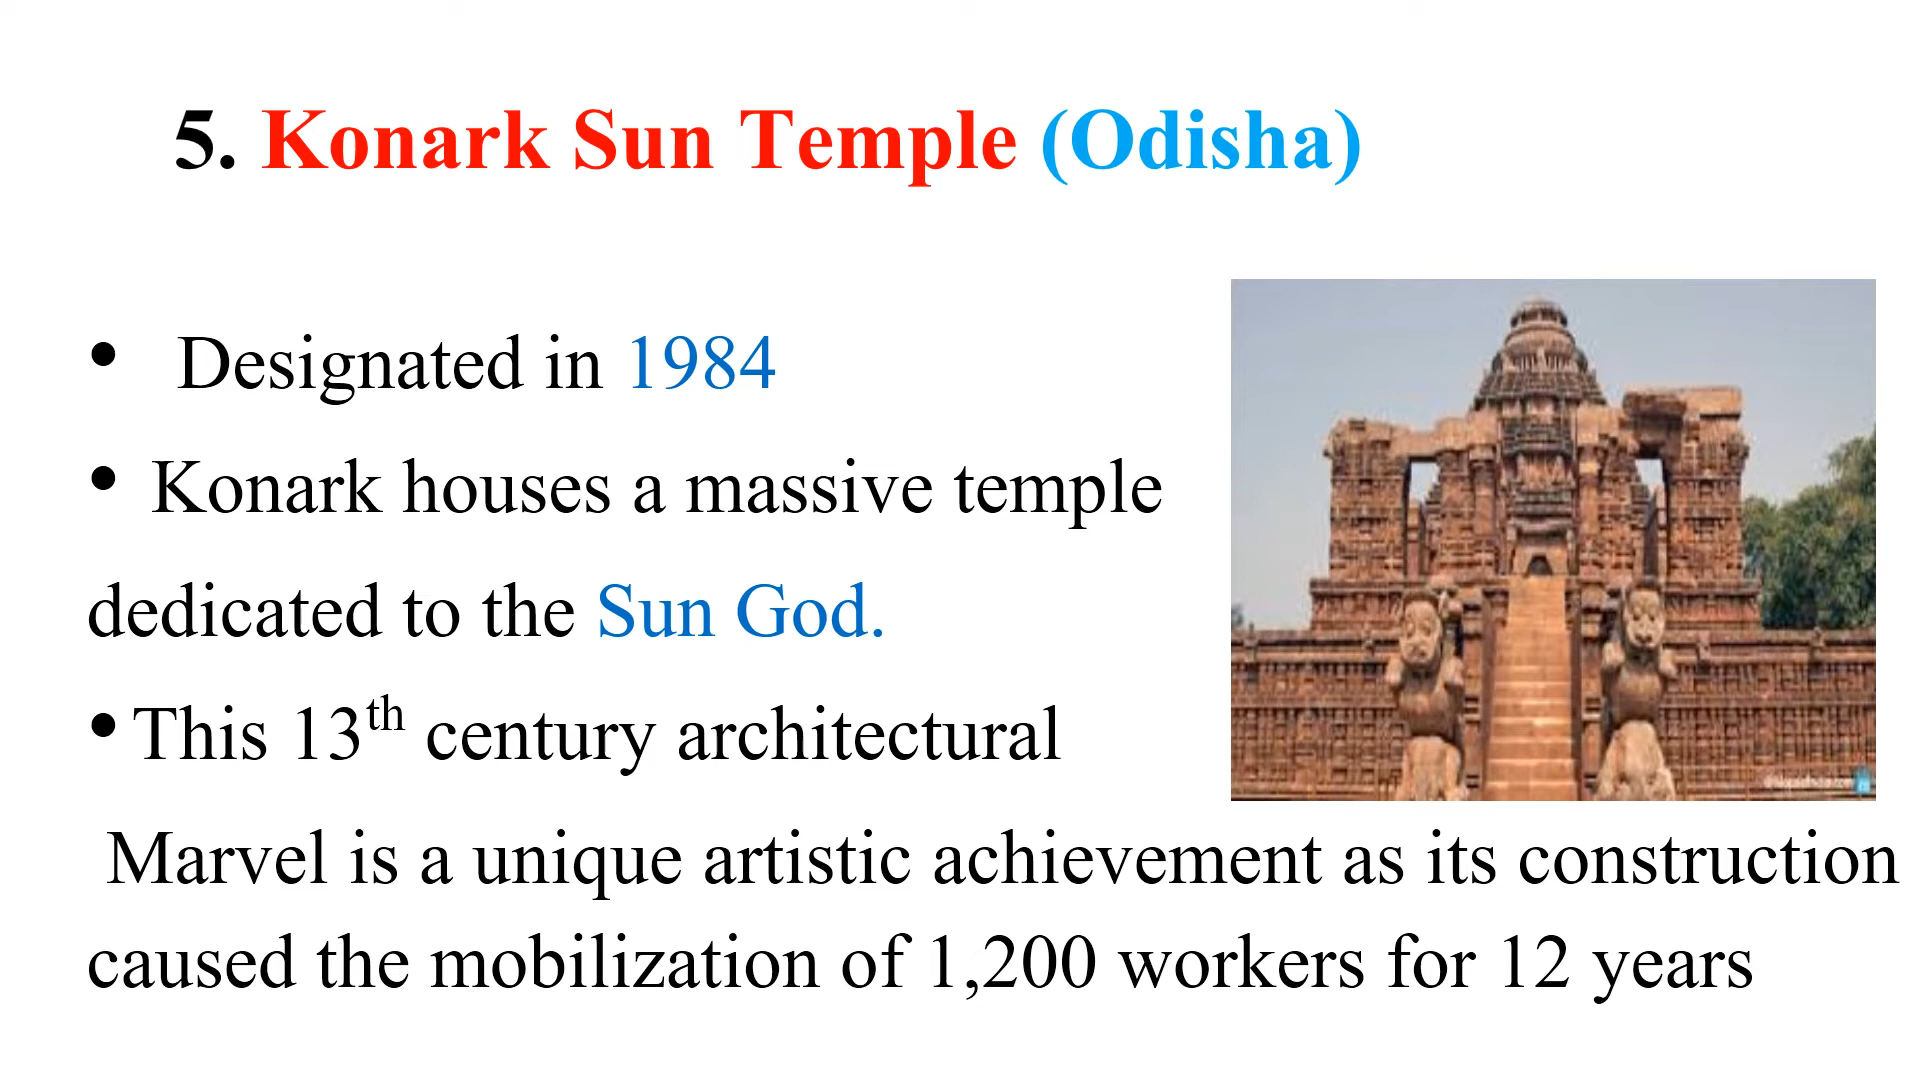 5. Konark Sun Temple (Odisha)
• Designated in 1984
• Konark houses a massive temple
dedicated to the Sun God.
• This 13th century architectural
Marvel is a unique artistic achievement as its construction
caused the mobilization of 1,200 workers for 12 years